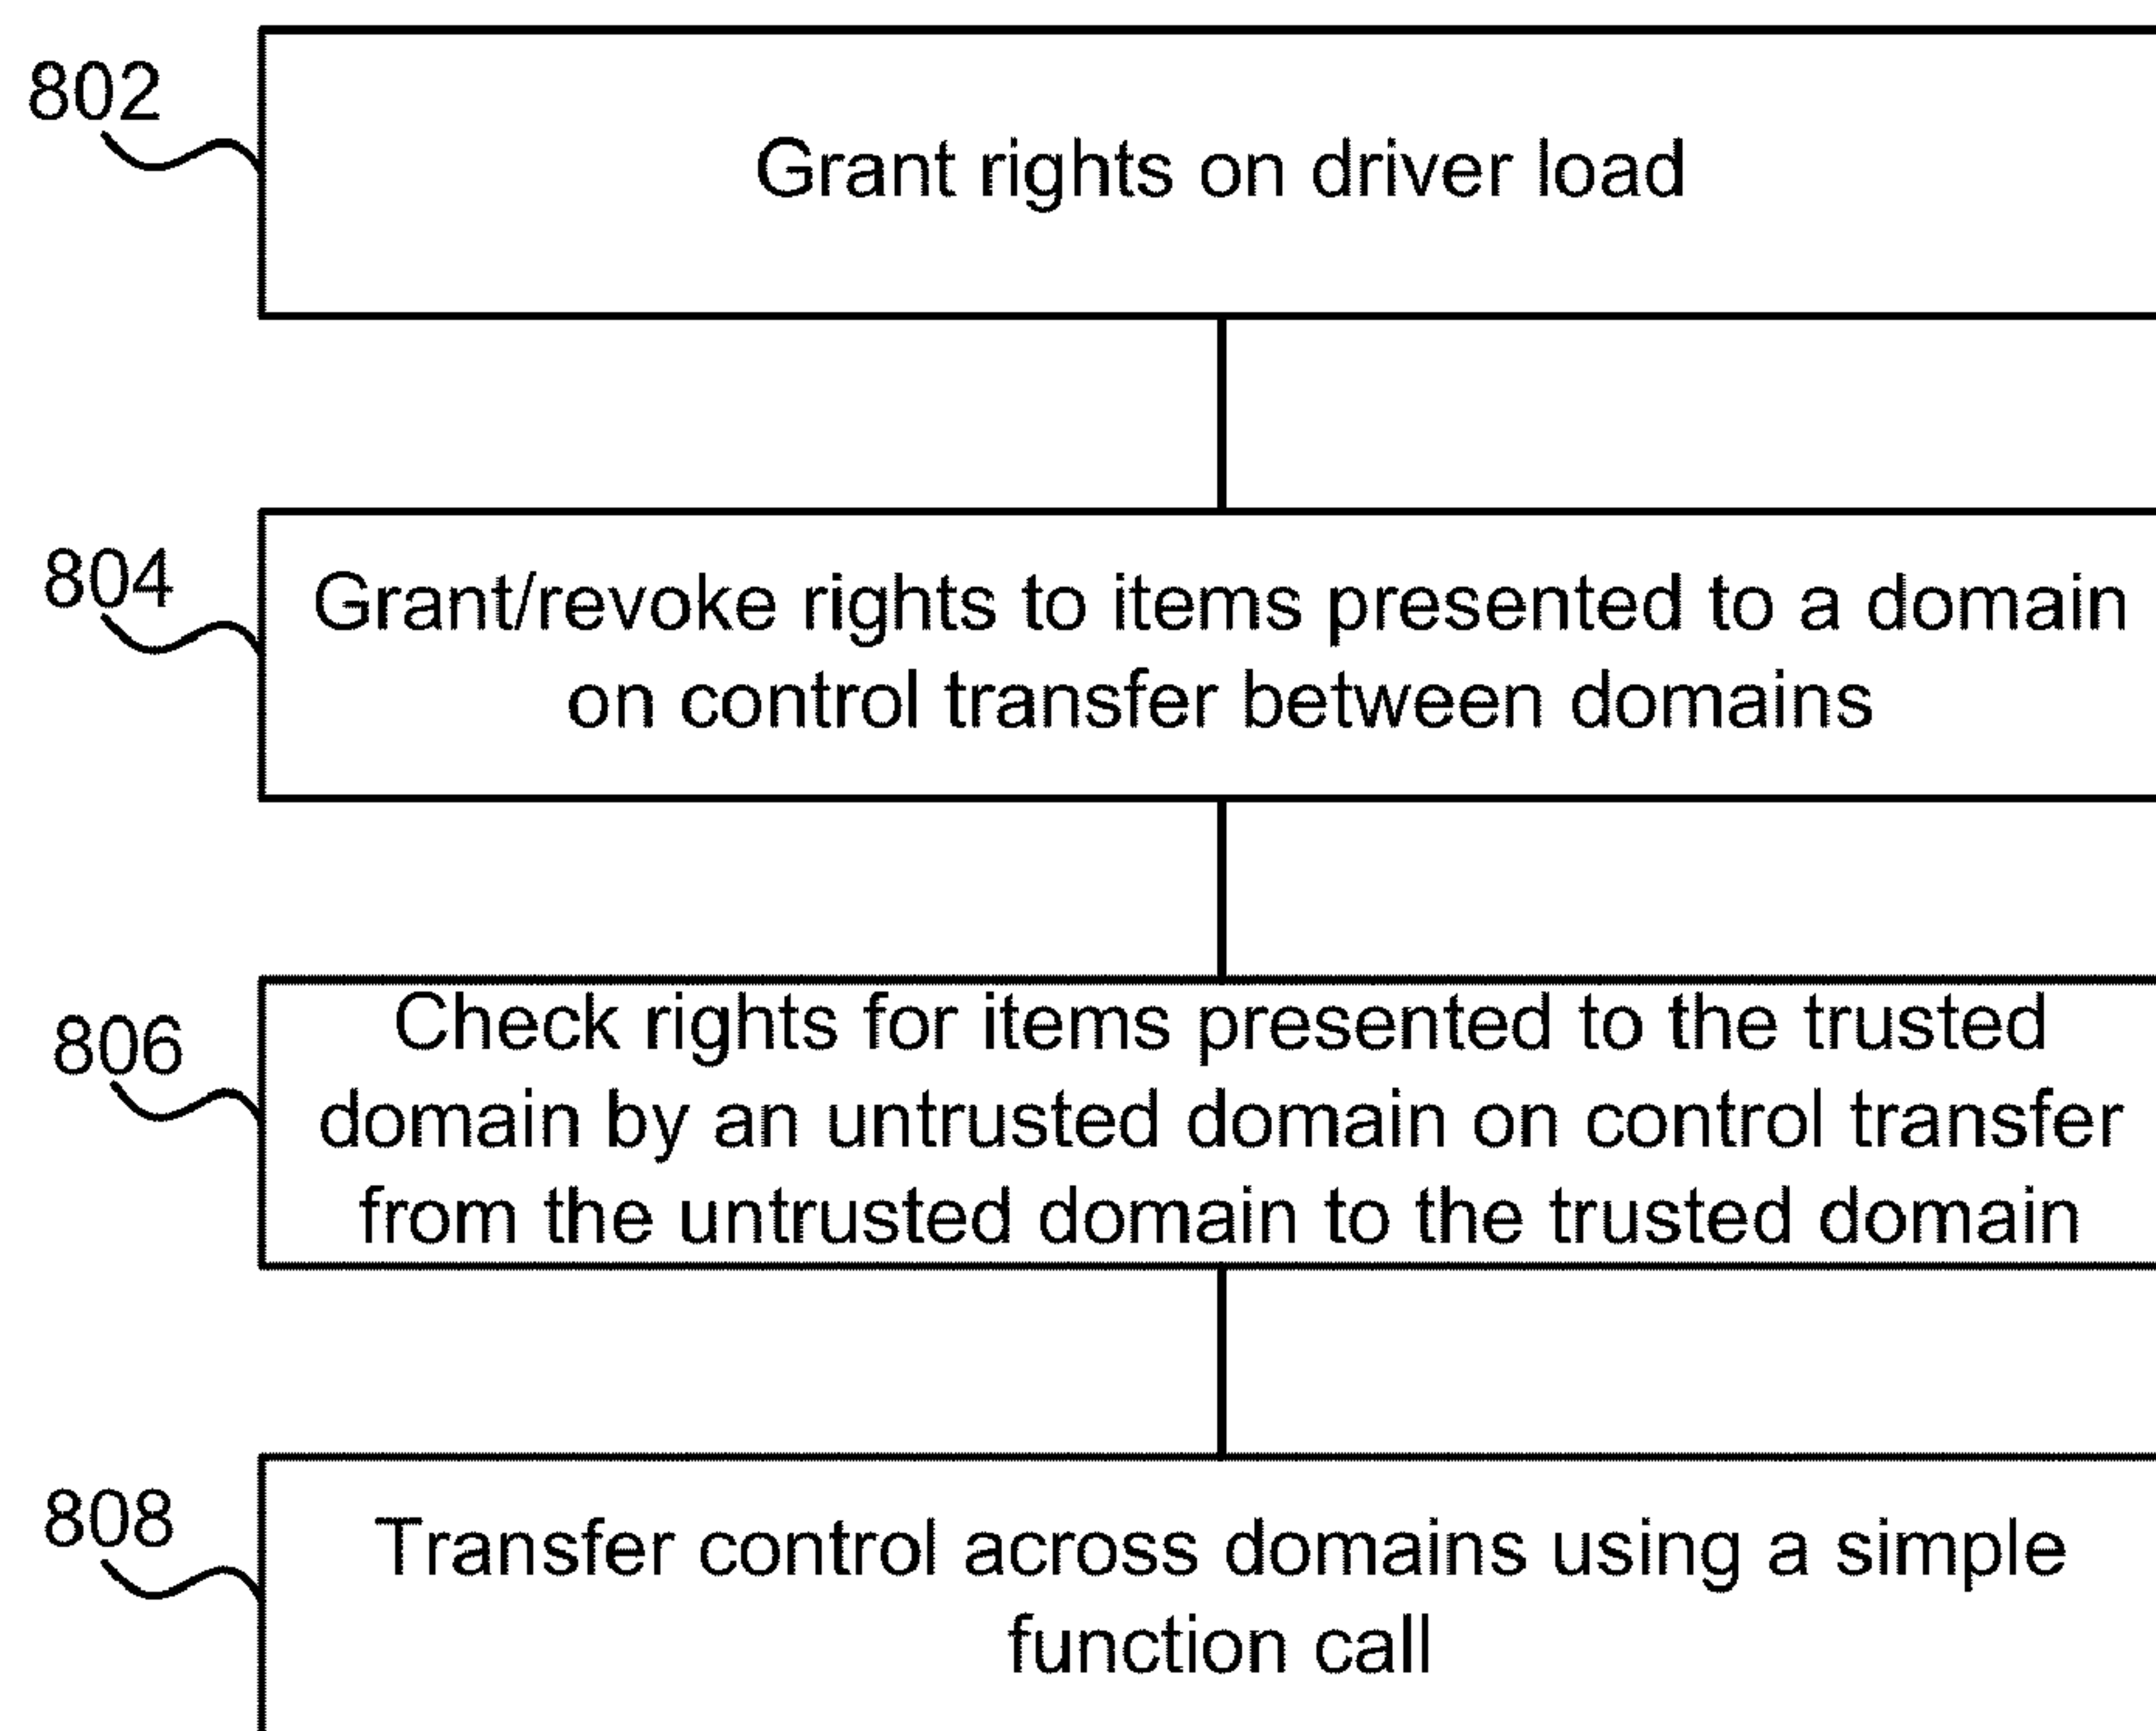 802
Grant rights on driver load
804
Grant/revoke rights to items presented to a domain
on control transfer between domains
806
Check rights for items presented to the trusted
domain by an untrusted domain on control transfer
from the untrusted domain to the trusted domain
808
Transfer control across domains using a simple
function call